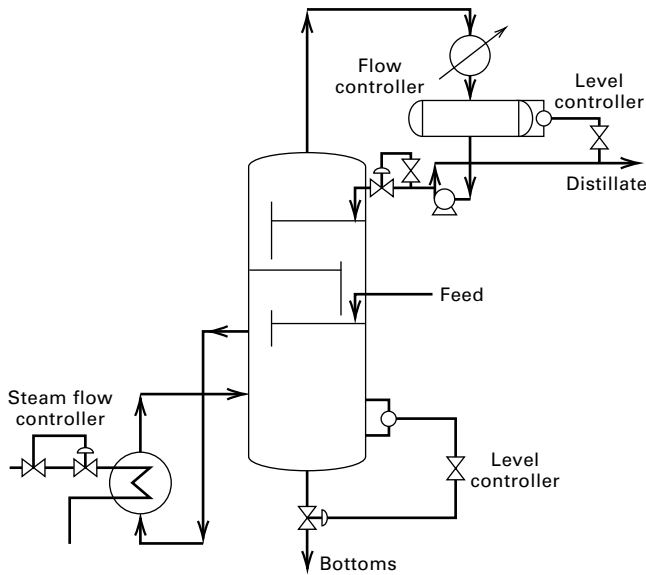 Flow
controller
Level
controller
Distillate
Feed
Steam flow
controller
Level
controller
Bottoms